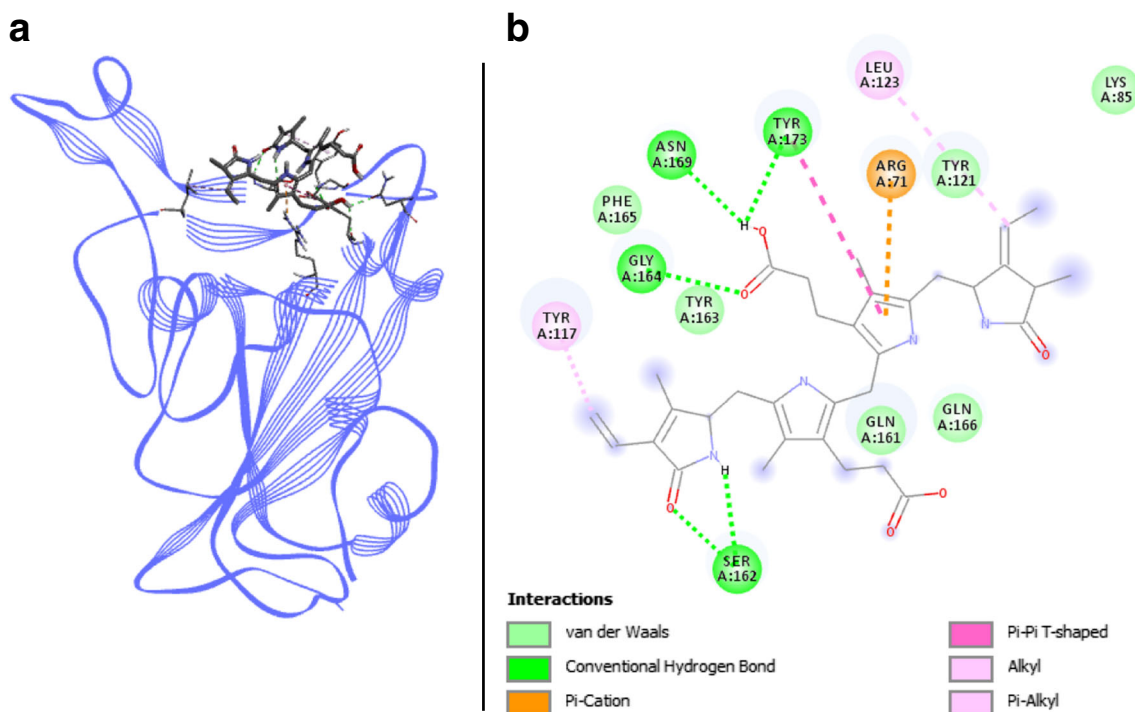 a
b
LEU
A:123
LYS
A:85
TYR
A:173
ASN
A:169
ARG
A:71
TYR
A:121
PHE
A:165
GLY
A:164
TYR
A:163
TYR
A:117
H
O
O
N
N
O
N
GLN
A:161
GLN
A:166
N
H
O
O
O
SER
A:162
Interactions
van der Waals
Conventional Hydrogen Bond
Pi-Cation
Pi-Pi T-shaped
Alkyl
Pi-Alkyl